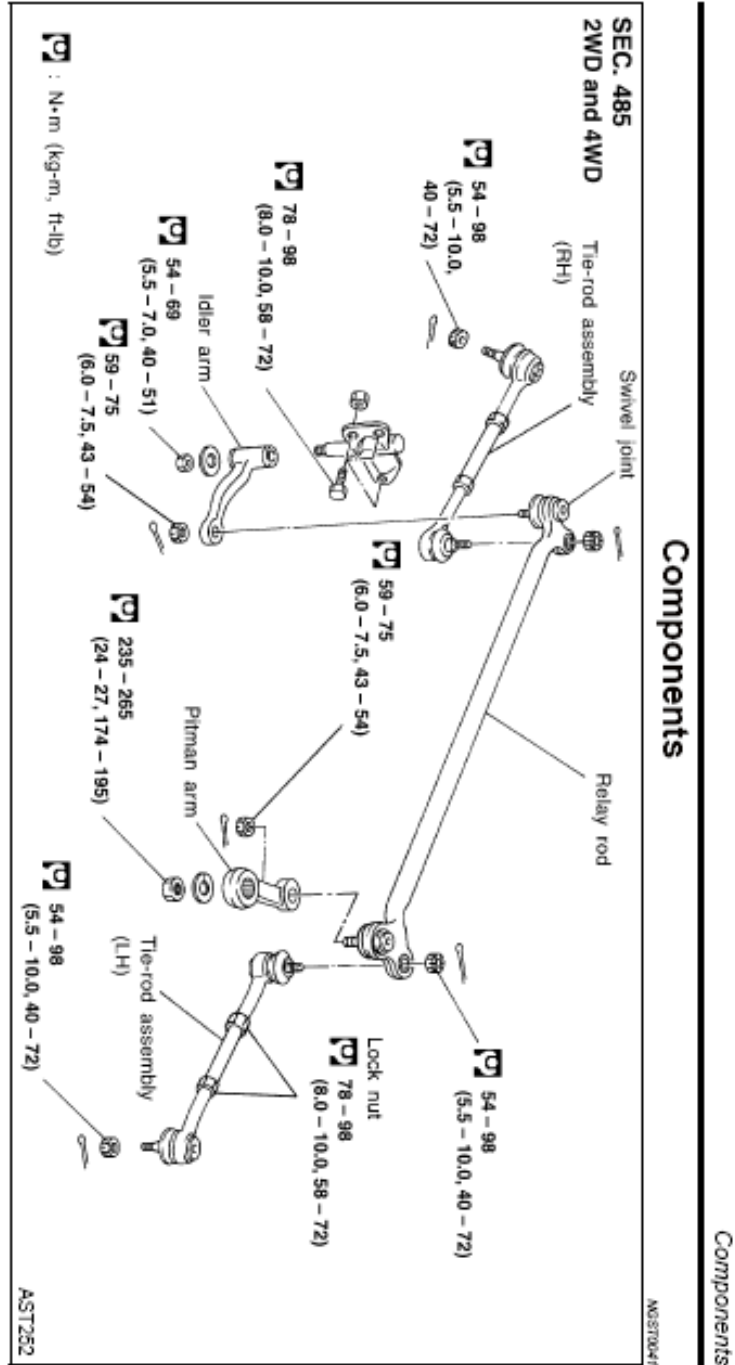 Components
NGST0041
Components
SEC. 485
2WD and 4WD
54 – 98
(5.5 – 10.0,
40 – 72)
Tie-rod assembly
(RH)
Swivel joint
Relay rod
54 – 98
(5.5 – 10.0, 40 – 72)
78 – 98
(8.0 – 10.0, 58 – 72)
Idler arm
54 – 69
(5.5 – 7.0, 40 – 51)
59 – 75
(6.0 – 7.5, 43 – 54)
59 – 75
(6.0 – 7.5, 43 – 54)
Lock nut
78 – 98
(8.0 – 10.0, 58 – 72)
Pitman arm
235 – 265
(24 – 27, 174 – 195)
Tie-rod assembly
(LH)
54 – 98
(5.5 – 10.0, 40 – 72)
: N•m (kg-m, ft-lb)
AST252